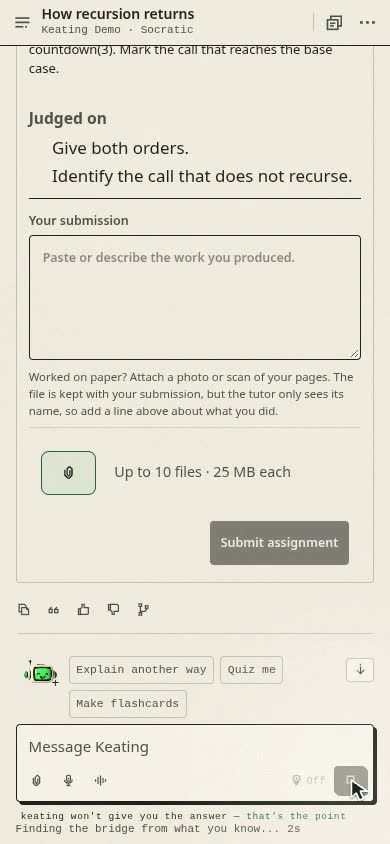 How recursion returns
Keating Demo · Socratic
countdown(3). Mark the call that reaches the base
case.
Judged on
Give both orders.
Identify the call that does not recurse.
Your submission
Paste or describe the work you produced.
Worked on paper? Attach a photo or scan of your pages. The
file is kept with your submission, but the tutor only sees its
name, so add a line above about what you did.
Up to 10 files · 25 MB each
Submit assignment
Explain another way
Quiz me
Make flashcards
Message Keating
Off
keating won't give you the answer — that's the point
Finding the bridge from what you know... 2s